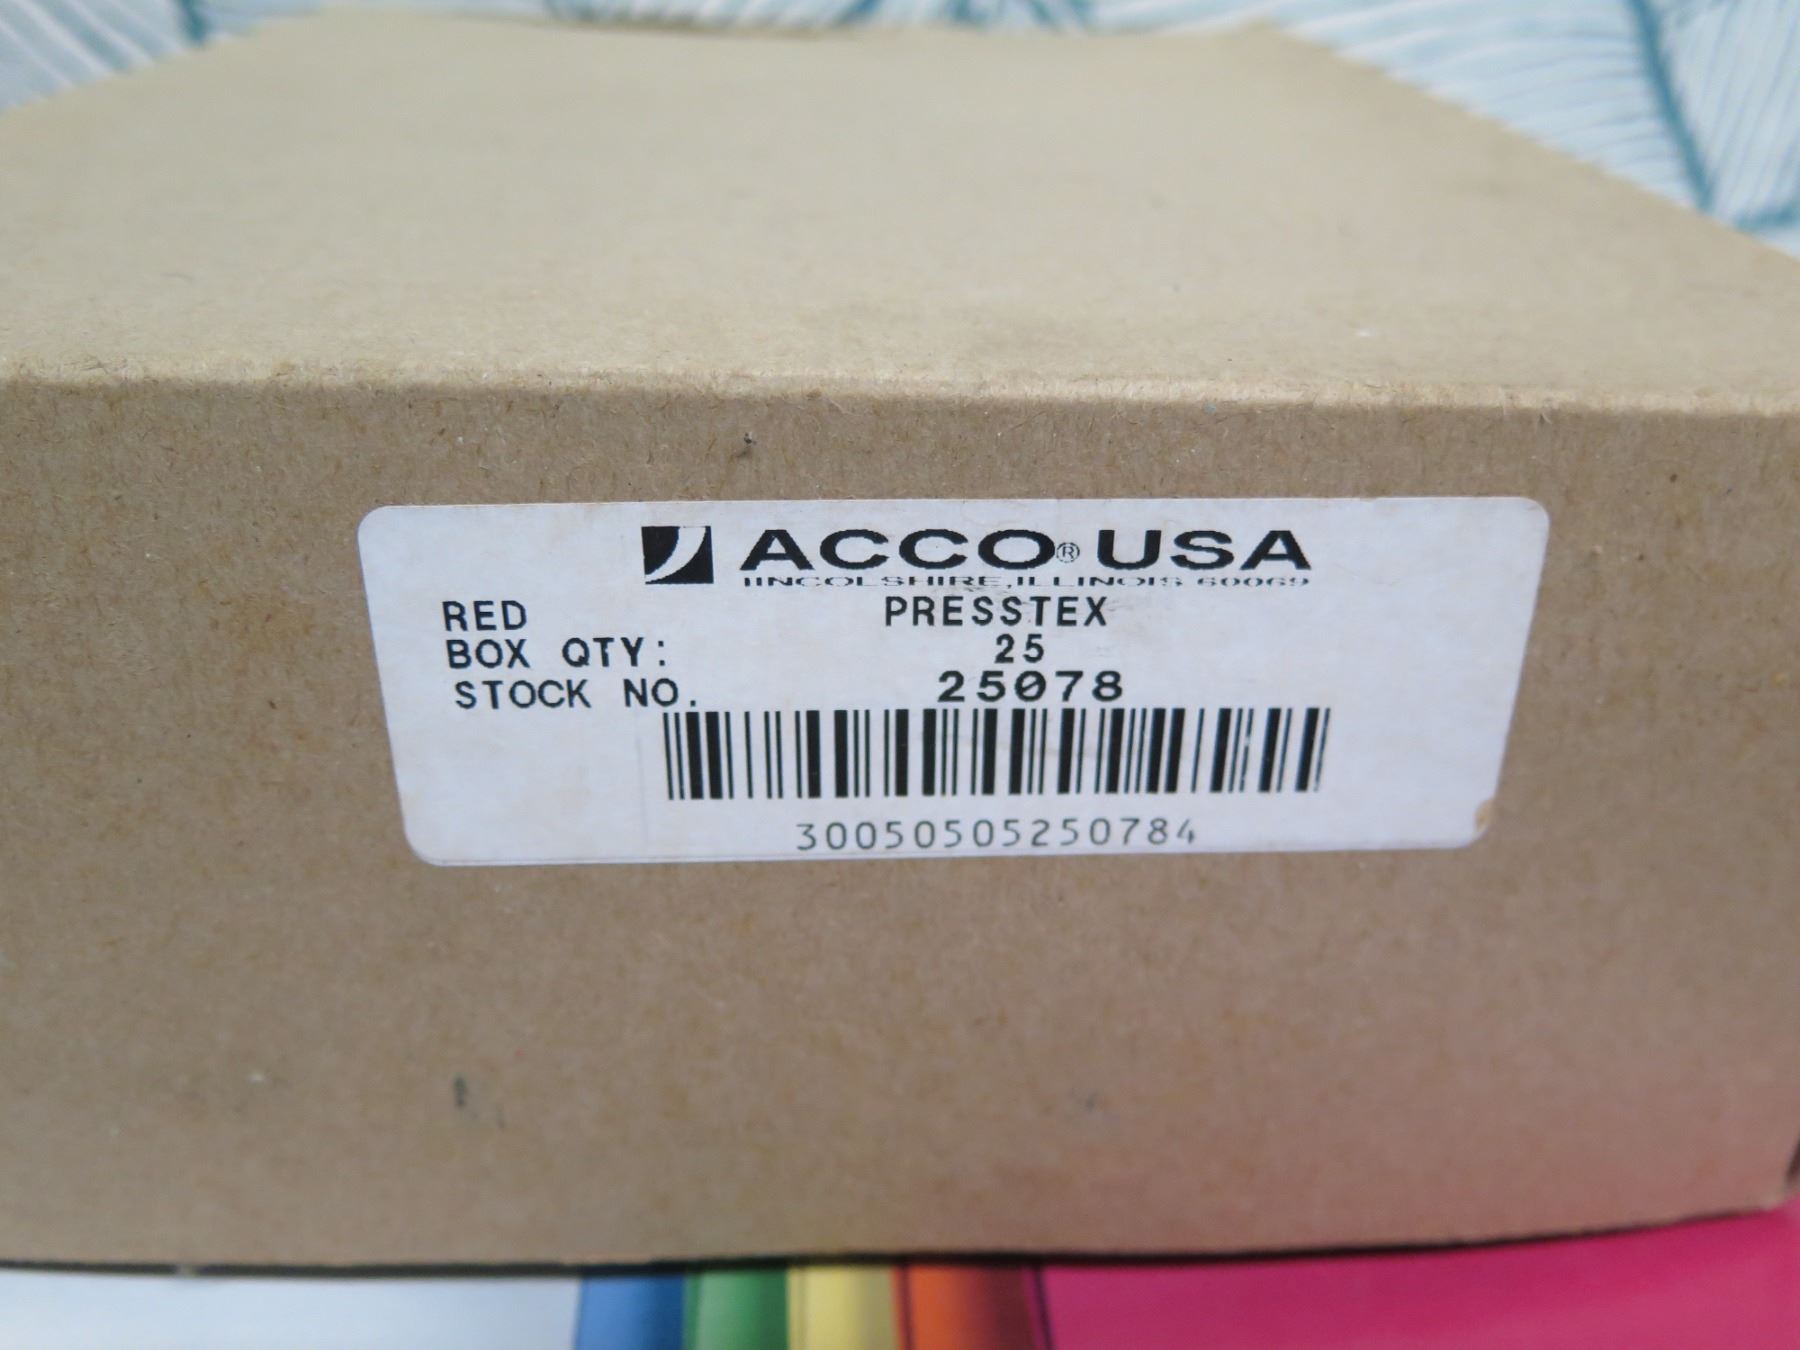 ACCO® USA
LINCOLSHIRE, ILLINOIS 60069
RED PRESSTEX
BOX QTY: 25
STOCK NO. 25078
30050505250784